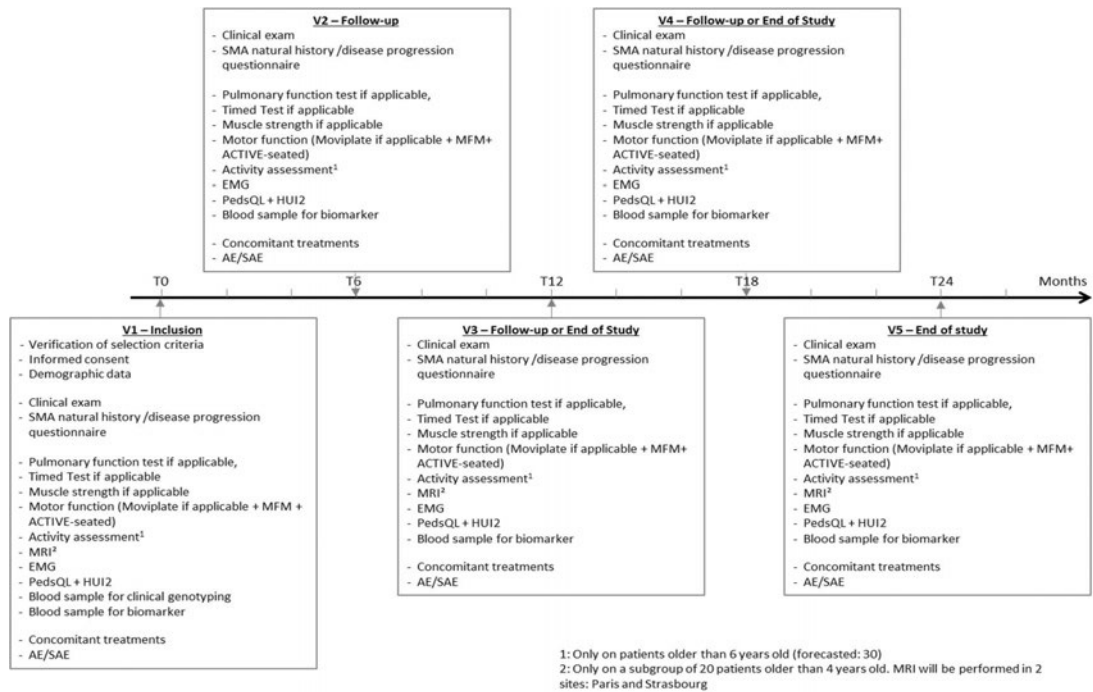 V2 – Follow-up
- Clinical exam
- SMA natural history /disease progression
questionnaire
- Pulmonary function test if applicable,
- Timed Test if applicable
- Muscle strength if applicable
- Motor function (Moviplate if applicable + MFM+
ACTIVE-seated)
- Activity assessment¹
- EMG
- PedsQL + HUI2
- Blood sample for biomarker
- Concomitant treatments
- AE/SAE
V4 – Follow-up or End of Study
- Clinical exam
- SMA natural history /disease progression
questionnaire
- Pulmonary function test if applicable,
- Timed Test if applicable
- Muscle strength if applicable
- Motor function (Moviplate if applicable + MFM+
ACTIVE-seated)
- Activity assessment¹
- EMG
- PedsQL + HUI2
- Blood sample for biomarker
- Concomitant treatments
- AE/SAE
T0 T6 T12 T18 T24 Months
V1 – Inclusion
- Verification of selection criteria
- Informed consent
- Demographic data
- Clinical exam
- SMA natural history /disease progression
questionnaire
- Pulmonary function test if applicable,
- Timed Test if applicable
- Muscle strength if applicable
- Motor function (Moviplate if applicable + MFM +
ACTIVE-seated)
- Activity assessment¹
- MRI²
- EMG
- PedsQL + HUI2
- Blood sample for clinical genotyping
- Blood sample for biomarker
- Concomitant treatments
- AE/SAE
V3 – Follow-up or End of Study
- Clinical exam
- SMA natural history /disease progression
questionnaire
- Pulmonary function test if applicable,
- Timed Test if applicable
- Muscle strength if applicable
- Motor function (Moviplate if applicable + MFM+
ACTIVE-seated)
- Activity assessment¹
- MRI²
- EMG
- PedsQL + HUI2
- Blood sample for biomarker
- Concomitant treatments
- AE/SAE
V5 – End of study
- Clinical exam
- SMA natural history /disease progression
questionnaire
- Pulmonary function test if applicable,
- Timed Test if applicable
- Muscle strength if applicable
- Motor function (Moviplate if applicable + MFM+
ACTIVE-seated)
- Activity assessment¹
- MRI²
- EMG
- PedsQL + HUI2
- Blood sample for biomarker
- Concomitant treatments
- AE/SAE
1: Only on patients older than 6 years old (forecasted: 30)
2: Only on a subgroup of 20 patients older than 4 years old. MRI will be performed in 2
sites: Paris and Strasbourg